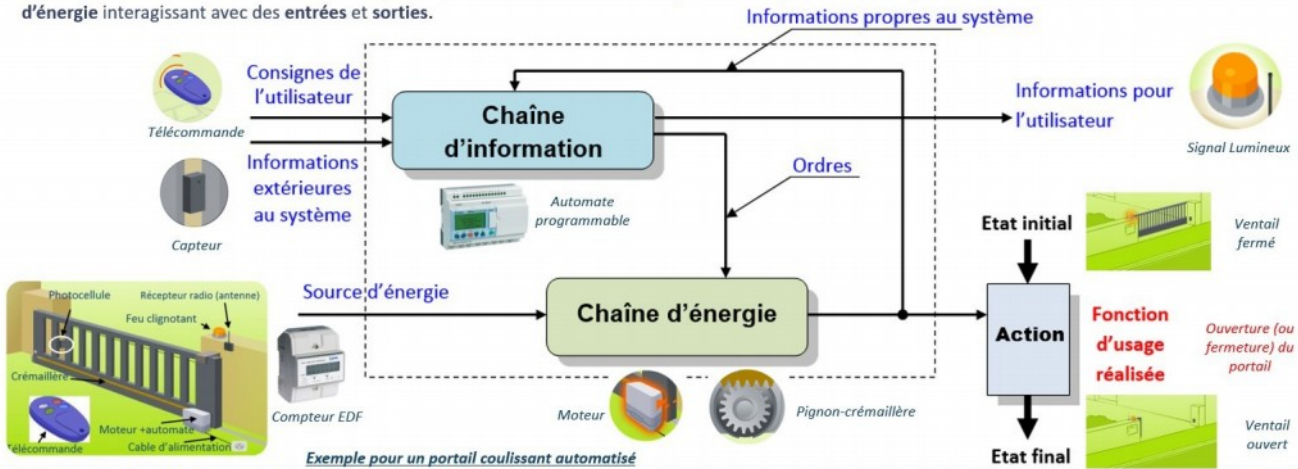 d'énergie interagissant avec des entrées et sorties.
Informations propres au système
Consignes de
l'utilisateur
Télécommande
Chaîne
d'information
Informations pour
l'utilisateur
Signal Lumineux
Informations
extérieures
au système
Capteur
Automate
programmable
Ordres
Etat initial
Ventail
fermé
Photocellule
Récepteur radio (antenne)
Feu clignotant
Crémaillère
Moteur +automate
Télécommande
Cable d'alimentation
Source d'énergie
Compteur EDF
Chaîne d'énergie
Moteur
Pignon-crémaillère
Action
Fonction
d'usage
réalisée
Ouverture (ou
fermeture) du
portail
Etat final
Ventail
ouvert
Exemple pour un portail coulissant automatisé